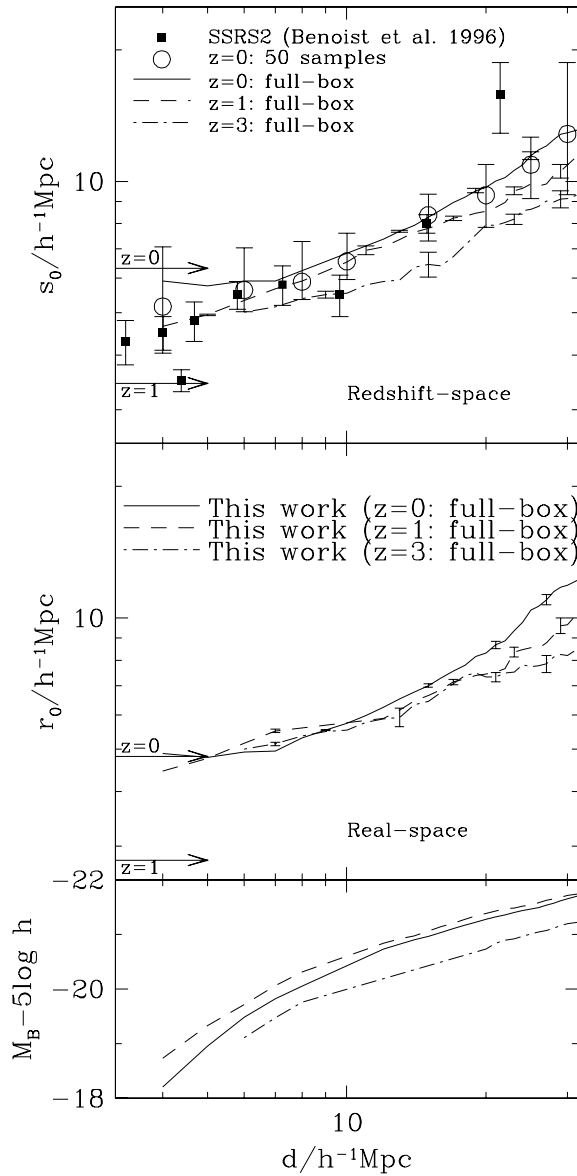 SSRS2 (Benoist et al. 1996)
z=0: 50 samples
z=0: full-box
z=1: full-box
z=3: full-box
10
s₀/h⁻¹Mpc
z=0
z=1
Redshift-space
This work (z=0: full-box)
This work (z=1: full-box)
This work (z=3: full-box)
10
r₀/h⁻¹Mpc
z=0
z=1
Real-space
-22
-20
-18
M_B-5log h
10
d/h⁻¹Mpc